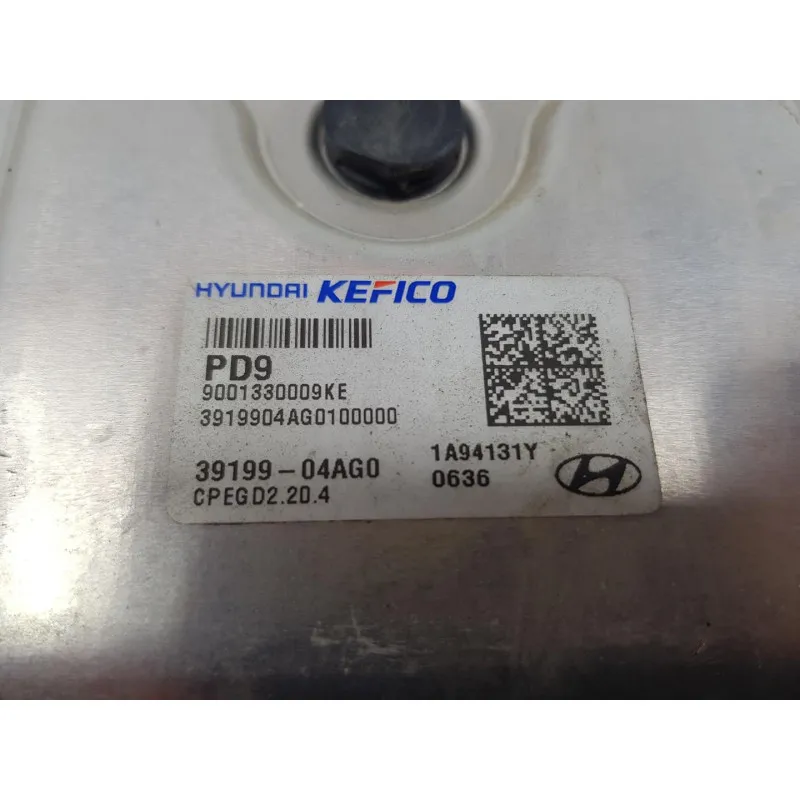 HYUNDAI KEFICO
PD9
9001330009KE
3919904AG0100000
39199-04AG0
1A94131Y
CPEGD2.20.4
0636